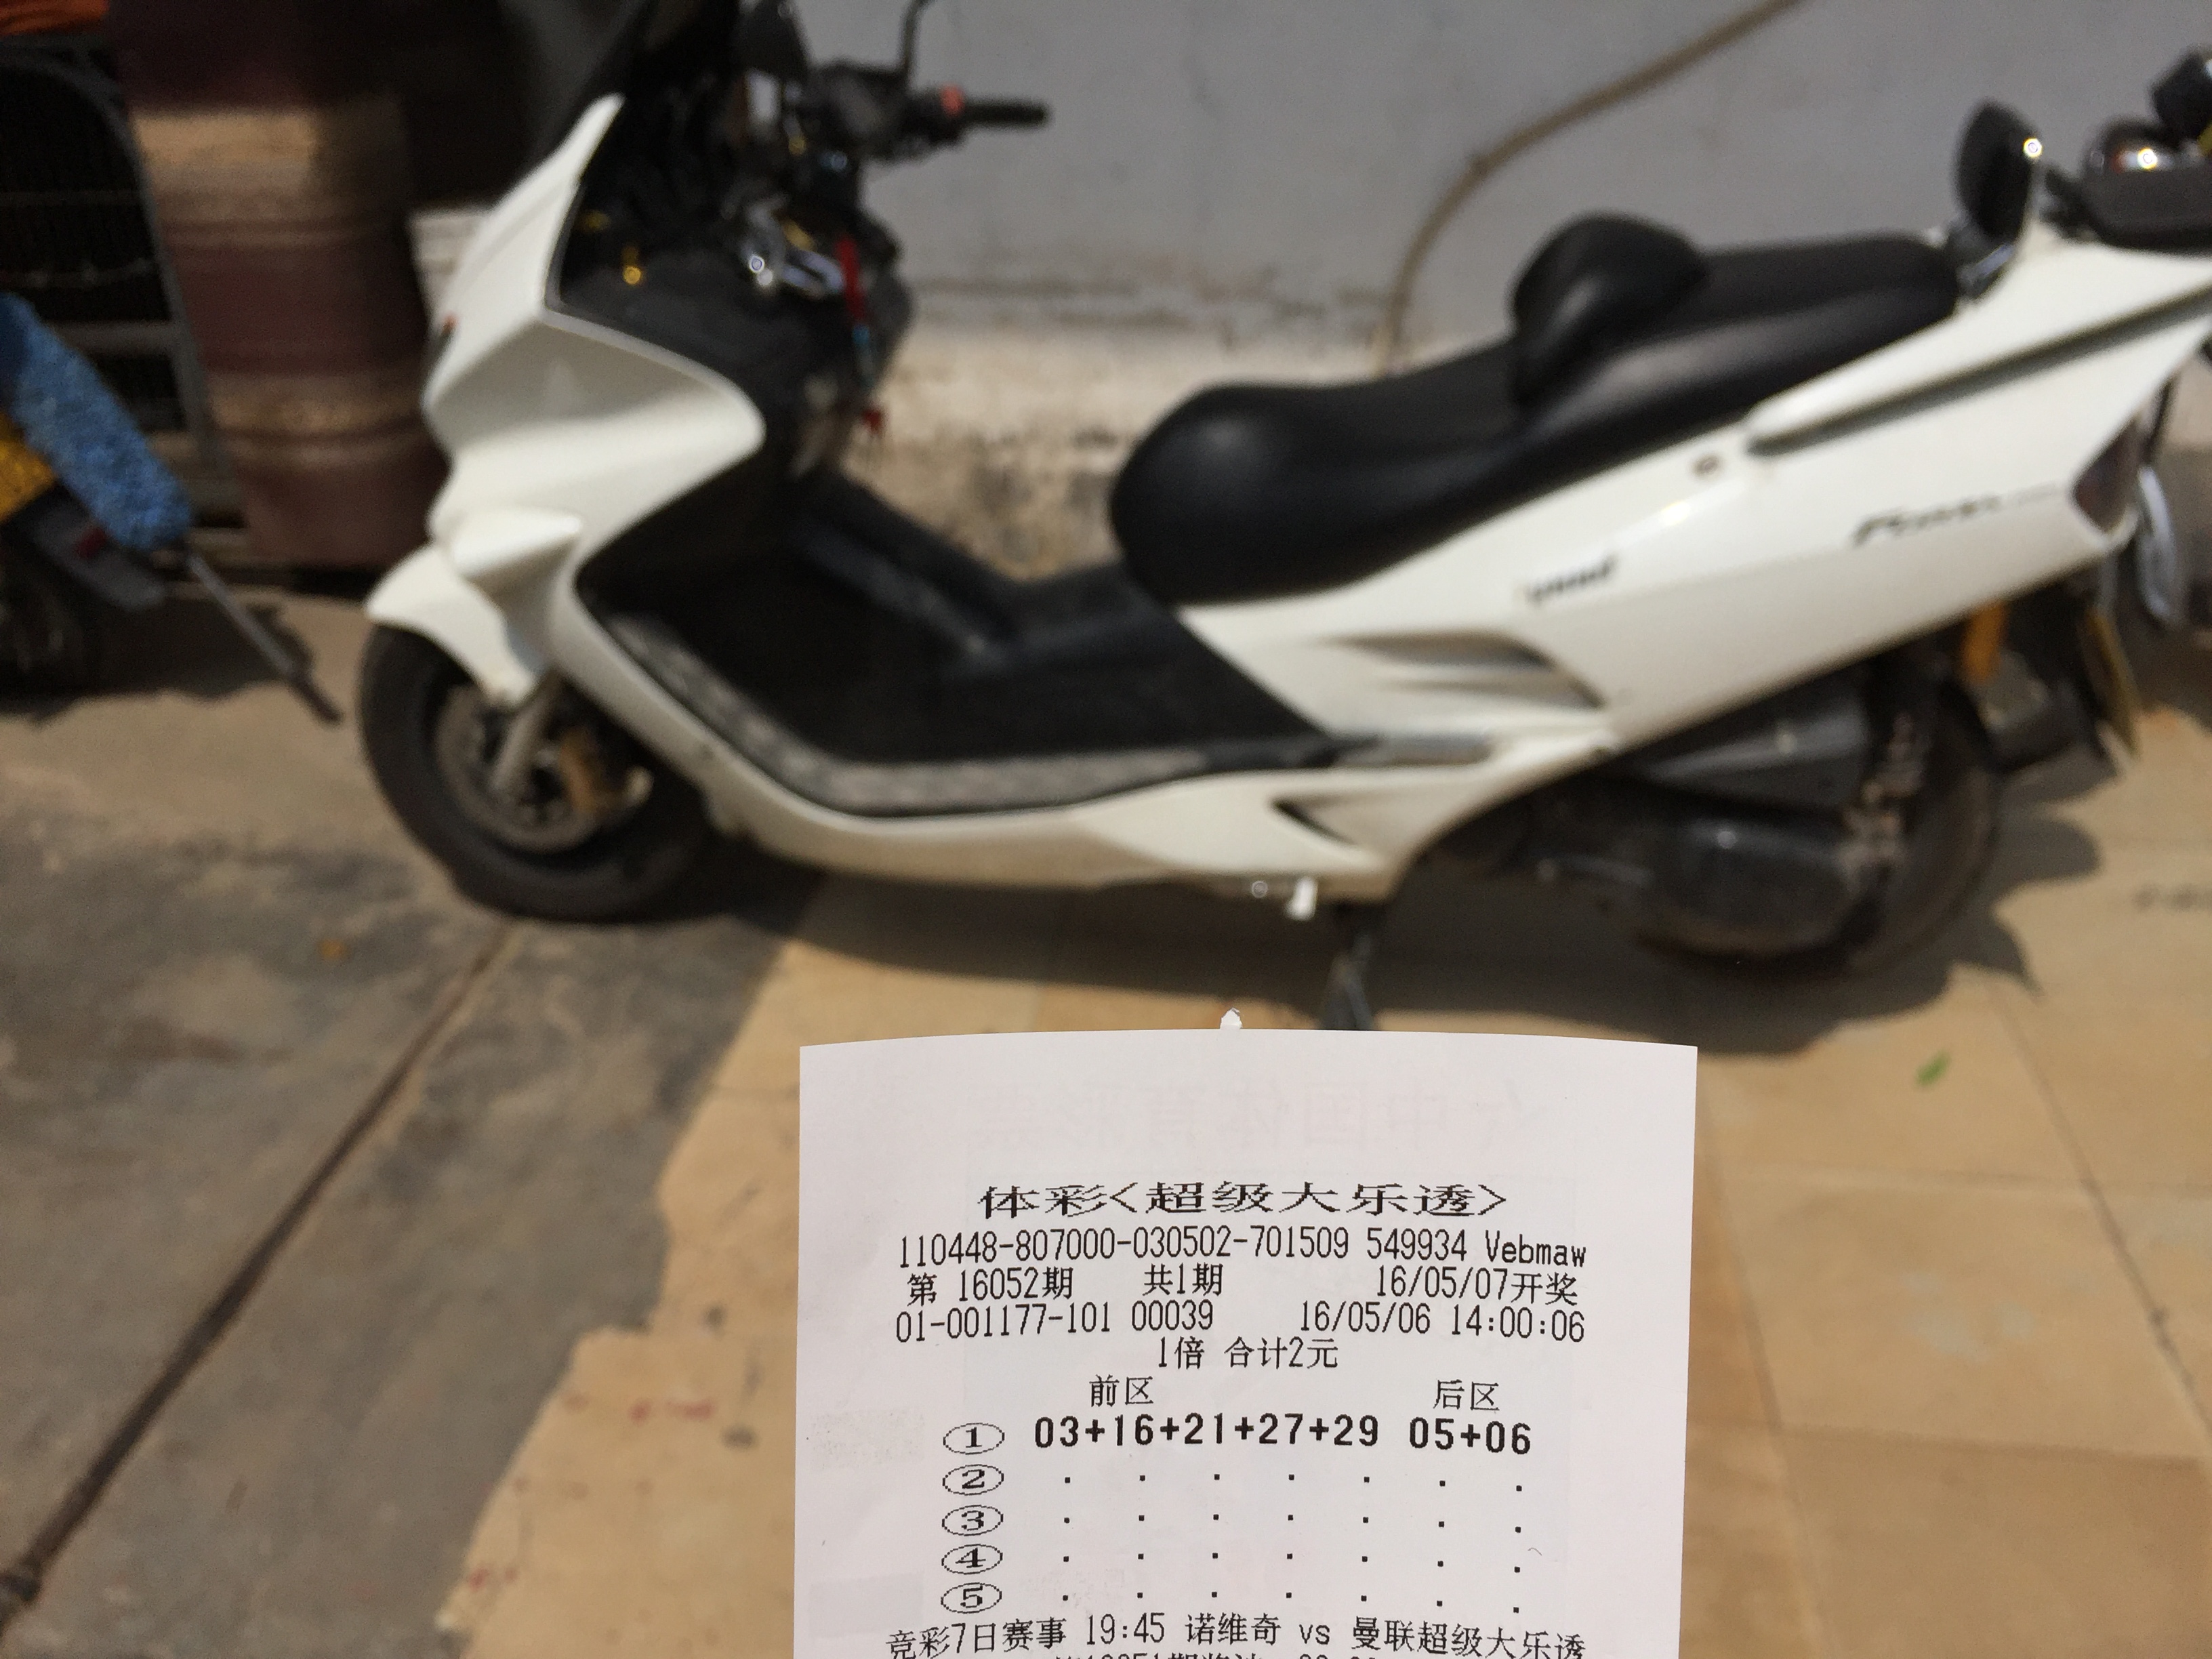 体彩<超级大乐透>
110448-807000-030502-701509 549934 Vebmaw
第 16052期 共1期 16/05/07开奖
01-001177-101 00039 16/05/06 14:00:06
1倍 合计2元
前区 后区
① 03+16+21+27+29 05+06
② · · · · · · ·
③ · · · · · · ·
④ · · · · · · ·
⑤ · · · · · · ·
竞彩7日赛事 19:45 诺维奇 vs 曼联超级大乐透